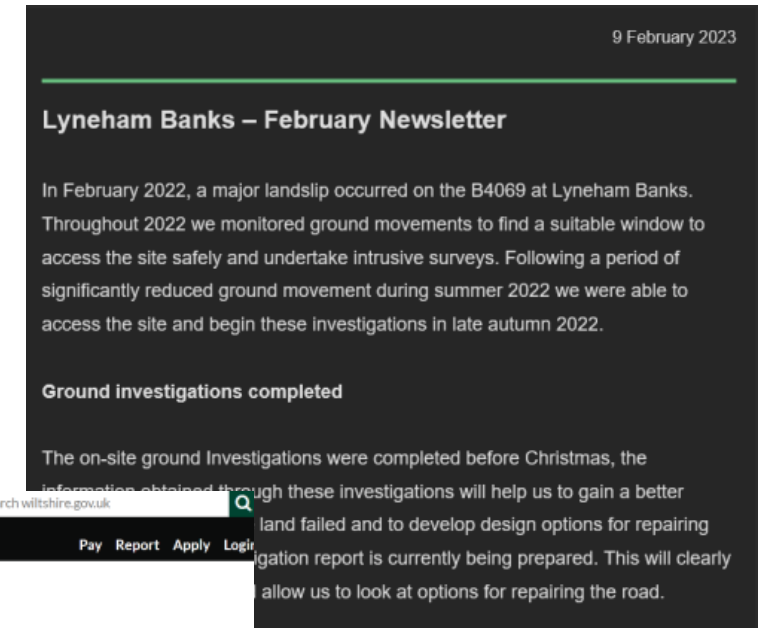 9 February 2023
Lyneham Banks – February Newsletter
In February 2022, a major landslip occurred on the B4069 at Lyneham Banks.
Throughout 2022 we monitored ground movements to find a suitable window to
access the site safely and undertake intrusive surveys. Following a period of
significantly reduced ground movement during summer 2022 we were able to
access the site and begin these investigations in late autumn 2022.
Ground investigations completed
The on-site ground Investigations were completed before Christmas, the
information obtained through these investigations will help us to gain a better
rch wiltshire.gov.uk
land failed and to develop design options for repairing
Pay Report Apply Login
igation report is currently being prepared. This will clearly
allow us to look at options for repairing the road.